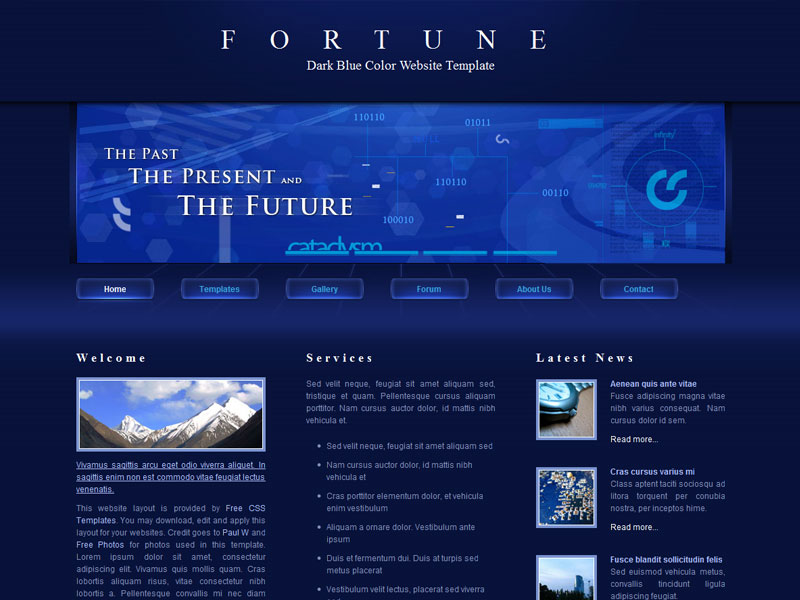 F O R T U N E
Dark Blue Color Website Template
110110
01011
infinity
THE PAST
THE PRESENT AND
THE FUTURE
110110
00110
100010
cataclysm
Home
Templates
Gallery
Forum
About Us
Contact
Welcome
Vivamus sagittis arcu eget odio viverra aliquet. In
sagittis enim non est commodo vitae feugiat lectus
venenatis.
This website layout is provided by Free CSS
Templates. You may download, edit and apply this
layout for your websites. Credit goes to Paul W and
Free Photos for photos used in this template.
Lorem ipsum dolor sit amet, consectetur
adipiscing elit. Vivamus quis mollis quam. Cras
lobortis aliquam risus, vitae consectetur nibh
lobortis a. Pellentesque convallis mi nec diam
Services
Sed velit neque, feugiat sit amet aliquam sed,
tristique et quam. Pellentesque cursus aliquam
porttitor. Nam cursus auctor dolor, id mattis nibh
vehicula et.
Sed velit neque, feugiat sit amet aliquam sed
Nam cursus auctor dolor, id mattis nibh
vehicula et
Cras porttitor elementum dolor, et vehicula
enim vestibulum
Aliquam a ornare dolor. Vestibulum ante
ipsum
Duis et fermentum dui. Duis at turpis sed
metus placerat
Vestibulum velit lectus, placerat sed viverra
Latest News
Aenean quis ante vitae
Fusce adipiscing magna vitae
nibh varius consequat. Nam
cursus dolor id sem.
Read more...
Cras cursus varius mi
Class aptent taciti sociosqu ad
litora torquent per conubia
nostra, per inceptos hime.
Read more...
Fusce blandit sollicitudin felis
Sed euismod vehicula metus,
convallis tincidunt ligula
adipiscing feugiat.